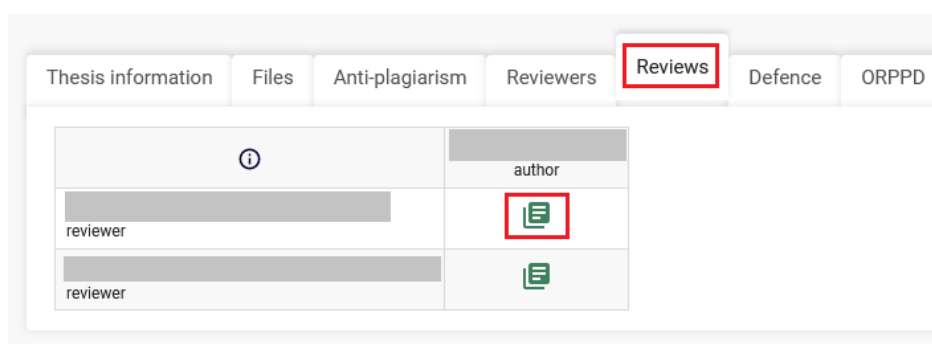 Thesis information Files Anti-plagiarism Reviewers Reviews Defence ORPPD
author
reviewer
reviewer